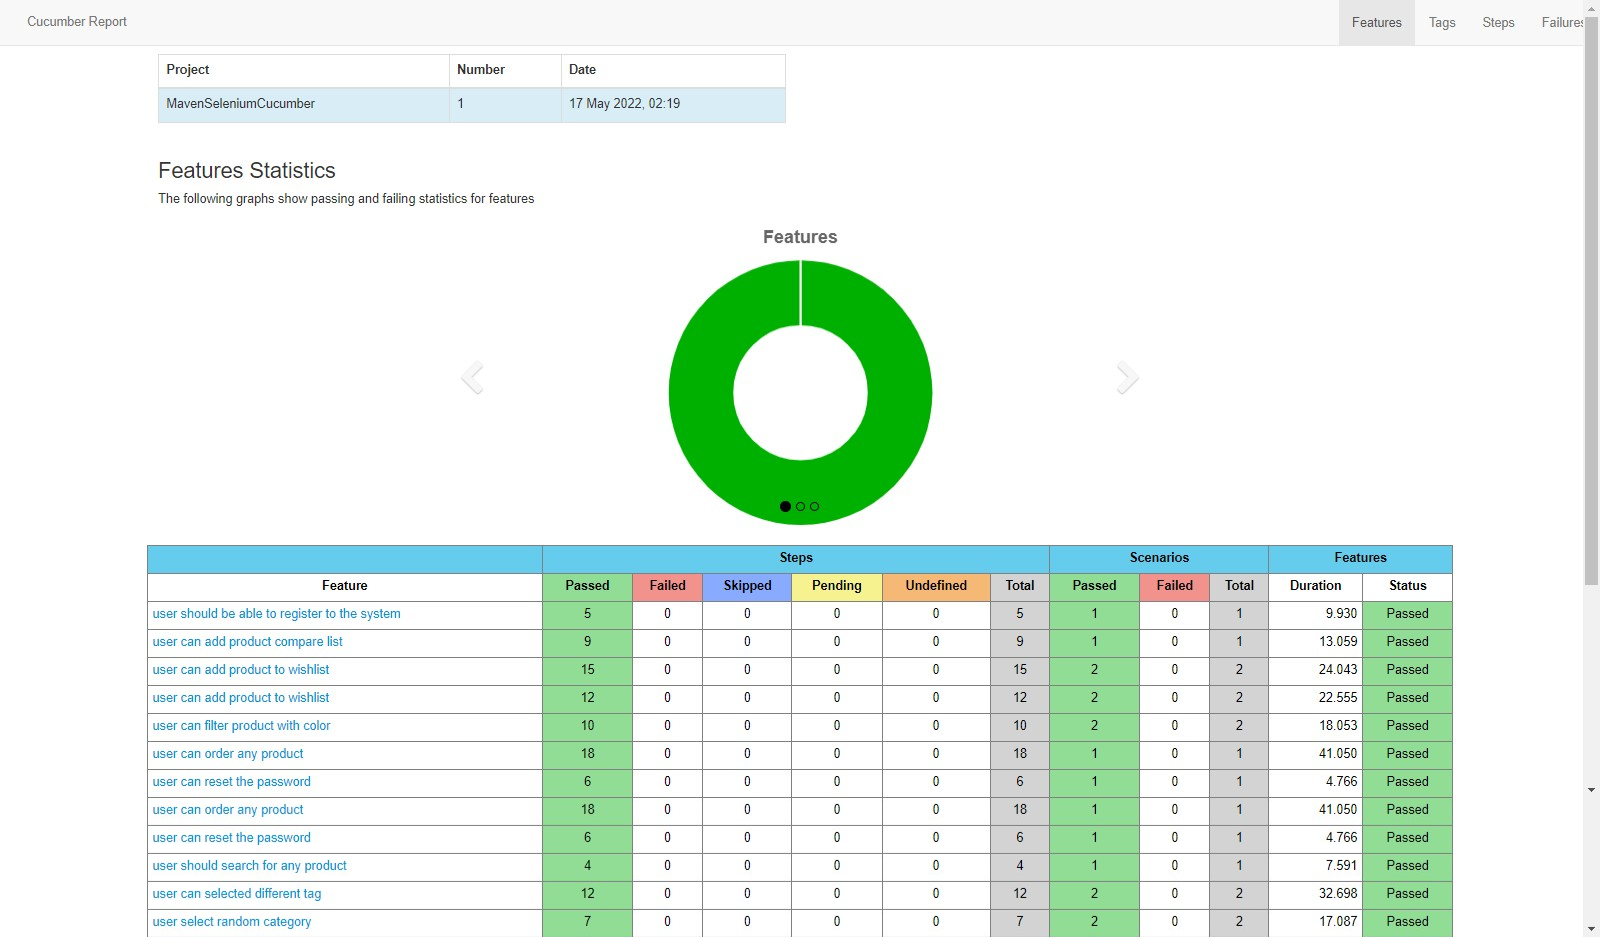 Cucumber Report Features Tags Steps Failures
Project Number Date
MavenSeleniumCucumber 1 17 May 2022, 02:19
Features Statistics
The following graphs show passing and failing statistics for features
Features
Steps Scenarios Features
Feature Passed Failed Skipped Pending Undefined Total Passed Failed Total Duration Status
user should be able to register to the system 5 0 0 0 0 5 1 0 1 9.930 Passed
user can add product compare list 9 0 0 0 0 9 1 0 1 13.059 Passed
user can add product to wishlist 15 0 0 0 0 15 2 0 2 24.043 Passed
user can add product to wishlist 12 0 0 0 0 12 2 0 2 22.555 Passed
user can filter product with color 10 0 0 0 0 10 2 0 2 18.053 Passed
user can order any product 18 0 0 0 0 18 1 0 1 41.050 Passed
user can reset the password 6 0 0 0 0 6 1 0 1 4.766 Passed
user can order any product 18 0 0 0 0 18 1 0 1 41.050 Passed
user can reset the password 6 0 0 0 0 6 1 0 1 4.766 Passed
user should search for any product 4 0 0 0 0 4 1 0 1 7.591 Passed
user can selected different tag 12 0 0 0 0 12 2 0 2 32.698 Passed
user select random category 7 0 0 0 0 7 2 0 2 17.087 Passed